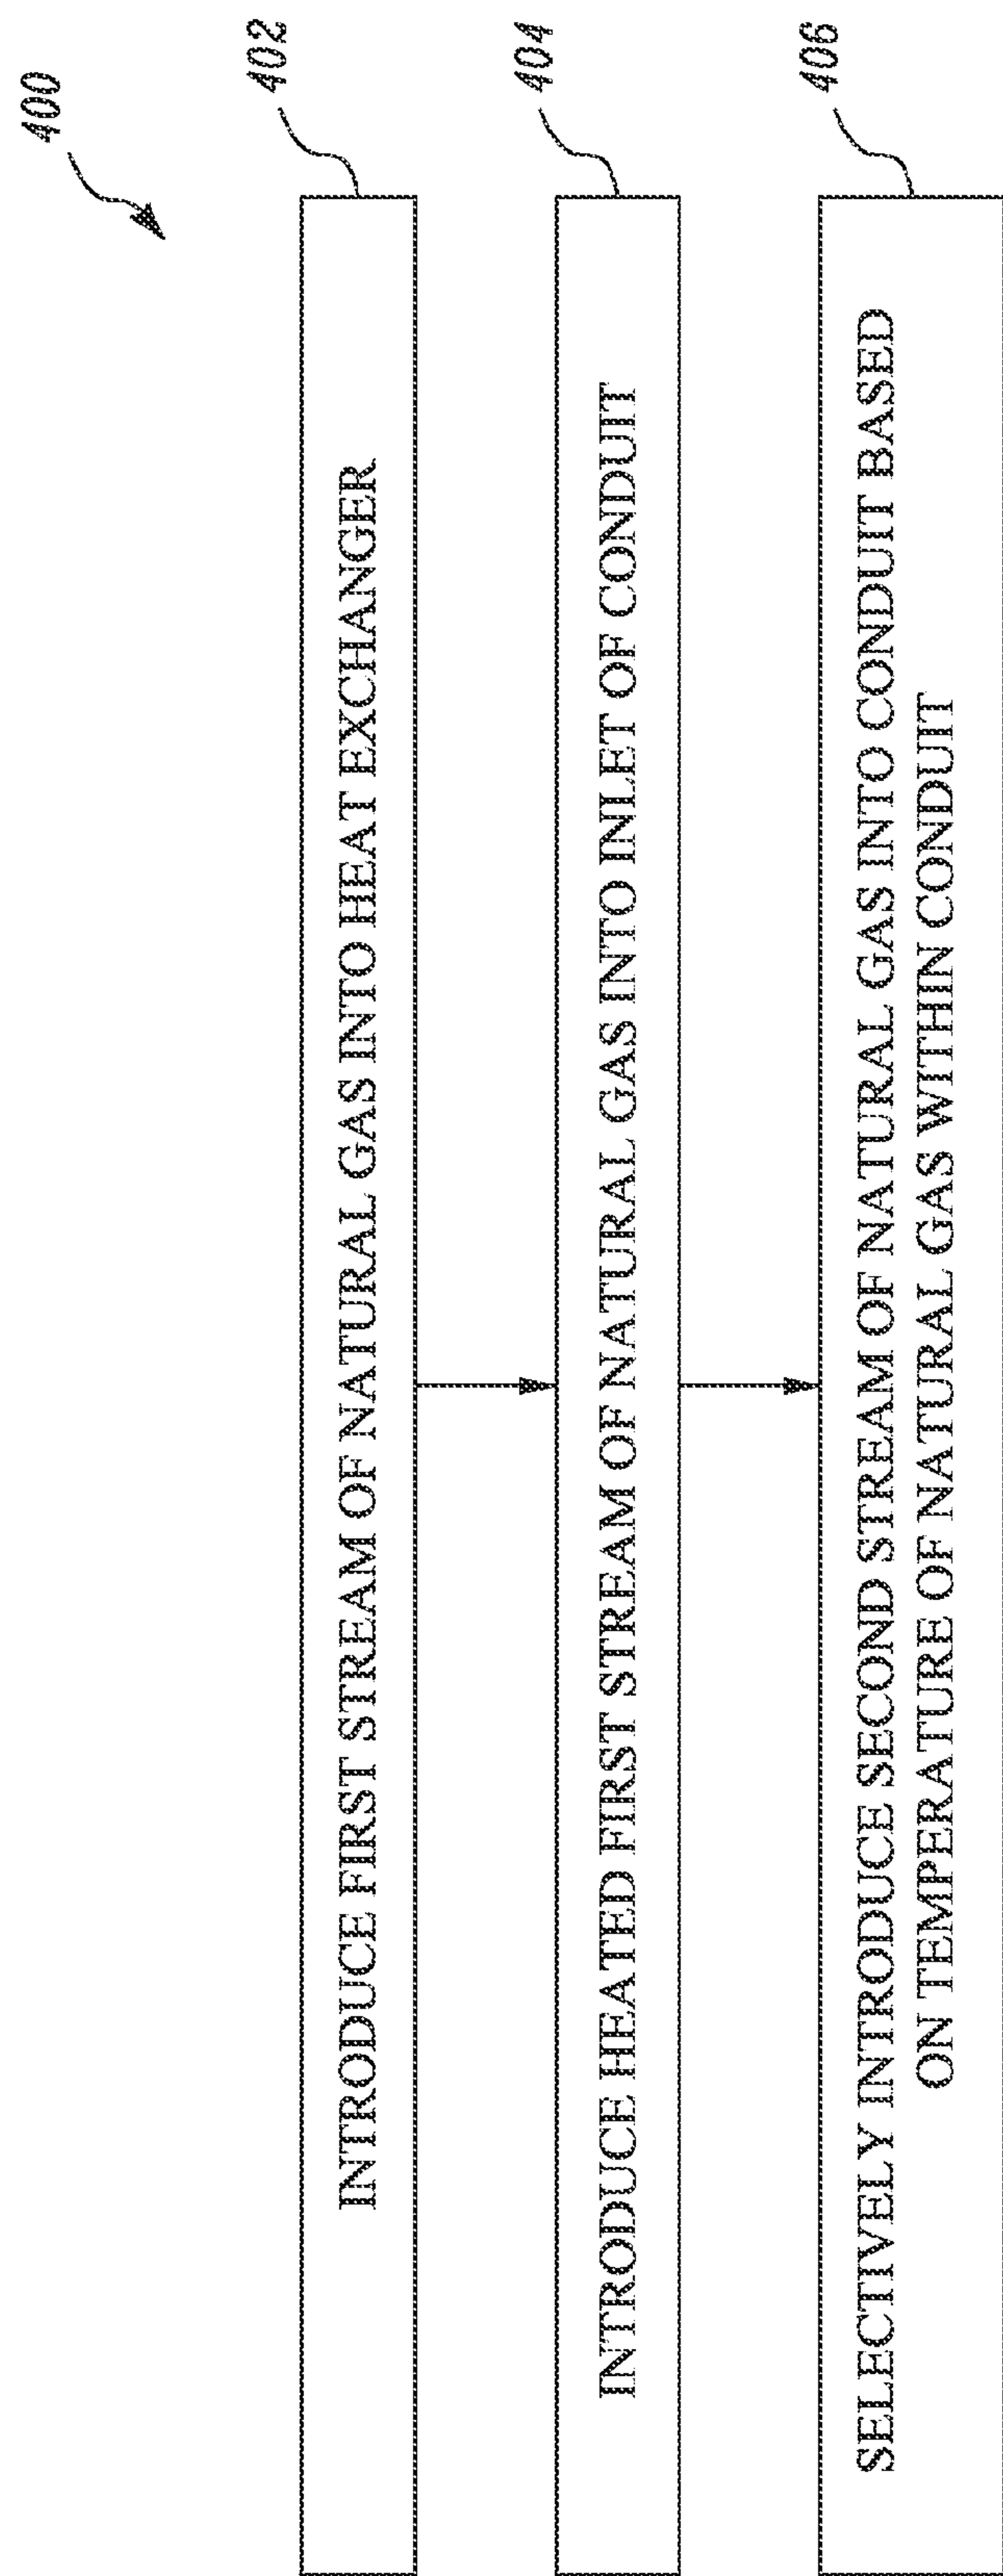 400
402
INTRODUCE FIRST STREAM OF NATURAL GAS INTO HEAT EXCHANGER
404
INTRODUCE HEATED FIRST STREAM OF NATURAL GAS INTO INLET OF CONDUIT
406
SELECTIVELY INTRODUCE SECOND STREAM OF NATURAL GAS INTO CONDUIT BASED
ON TEMPERATURE OF NATURAL GAS WITHIN CONDUIT